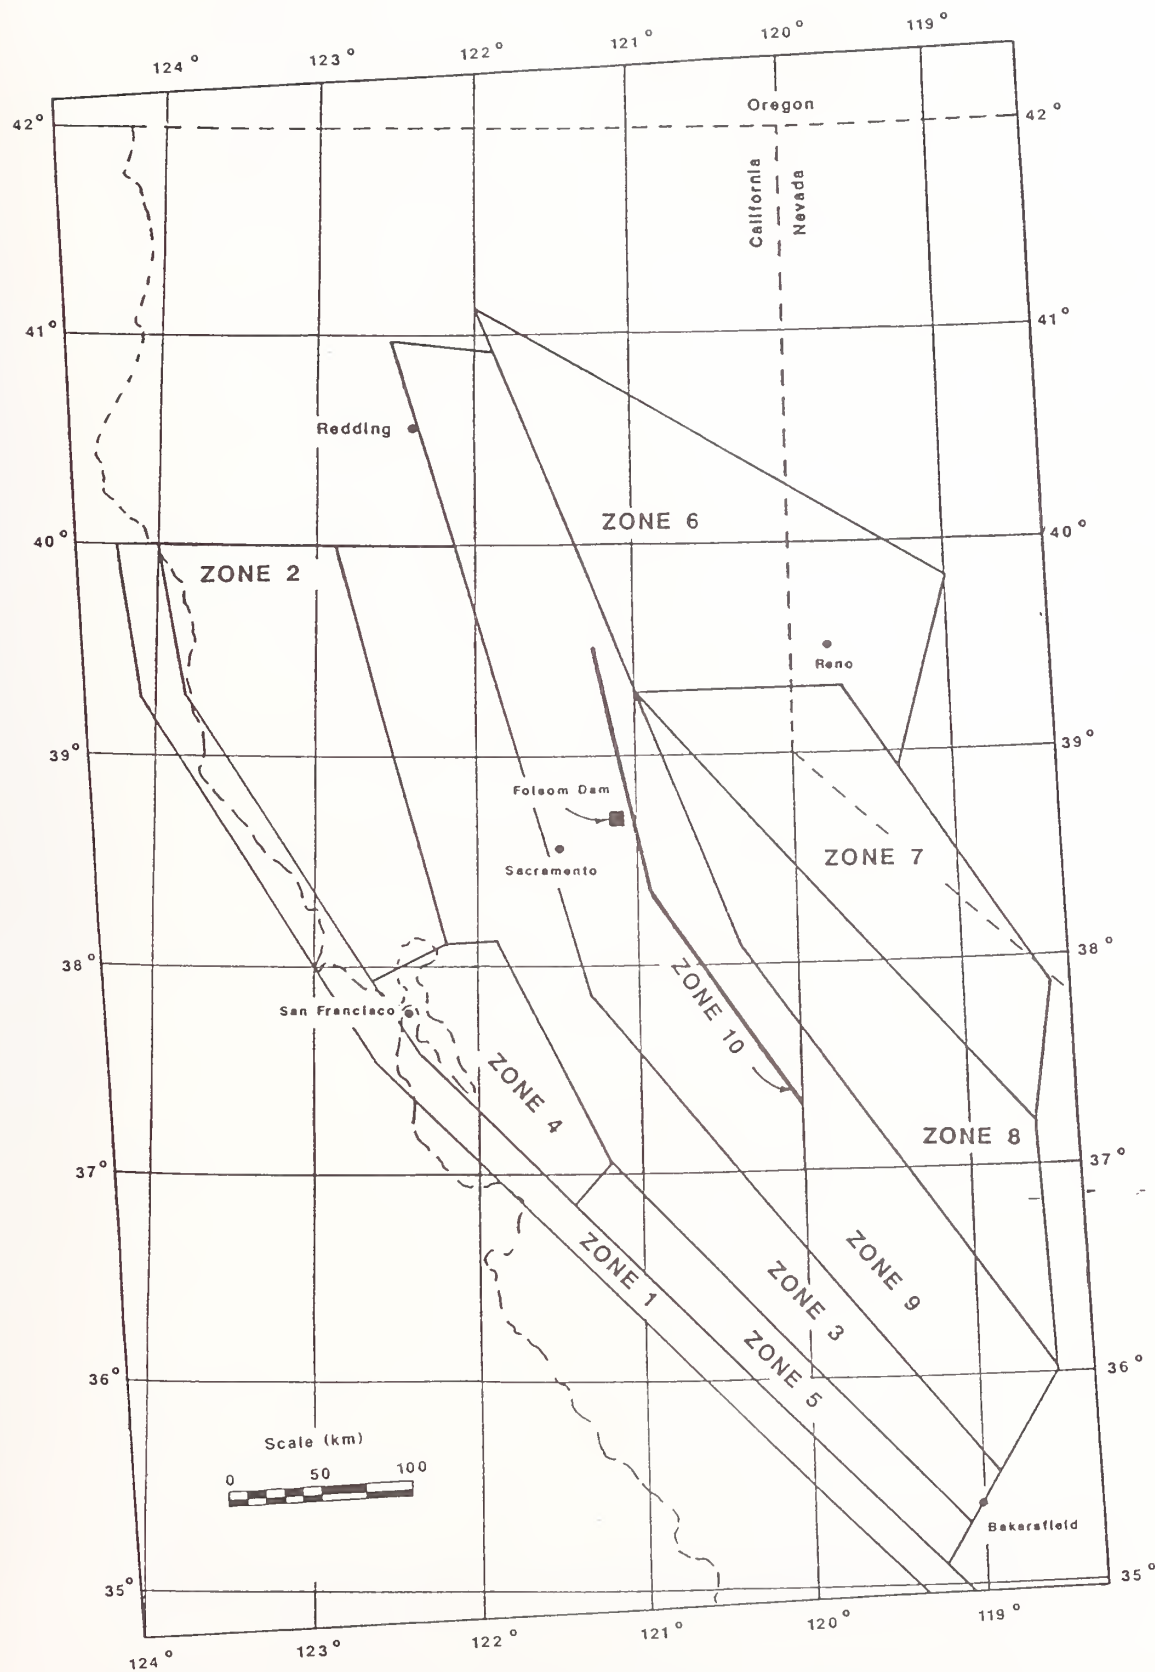 119°
120°
121°
122°
123°
124°
Oregon
42°
42°
California
Nevada
41°
41°
Redding
ZONE 6
40°
40°
ZONE 2
Reno
39°
39°
Folsom Dam
ZONE 7
Sacramento
38°
38°
ZONE 10
San Francisco
ZONE 4
ZONE 8
37°
37°
ZONE 1
ZONE 9
ZONE 3
ZONE 5
36°
36°
Scale (km)
0 50 100
Bakersfield
35°
35°
119°
120°
121°
122°
123°
124°